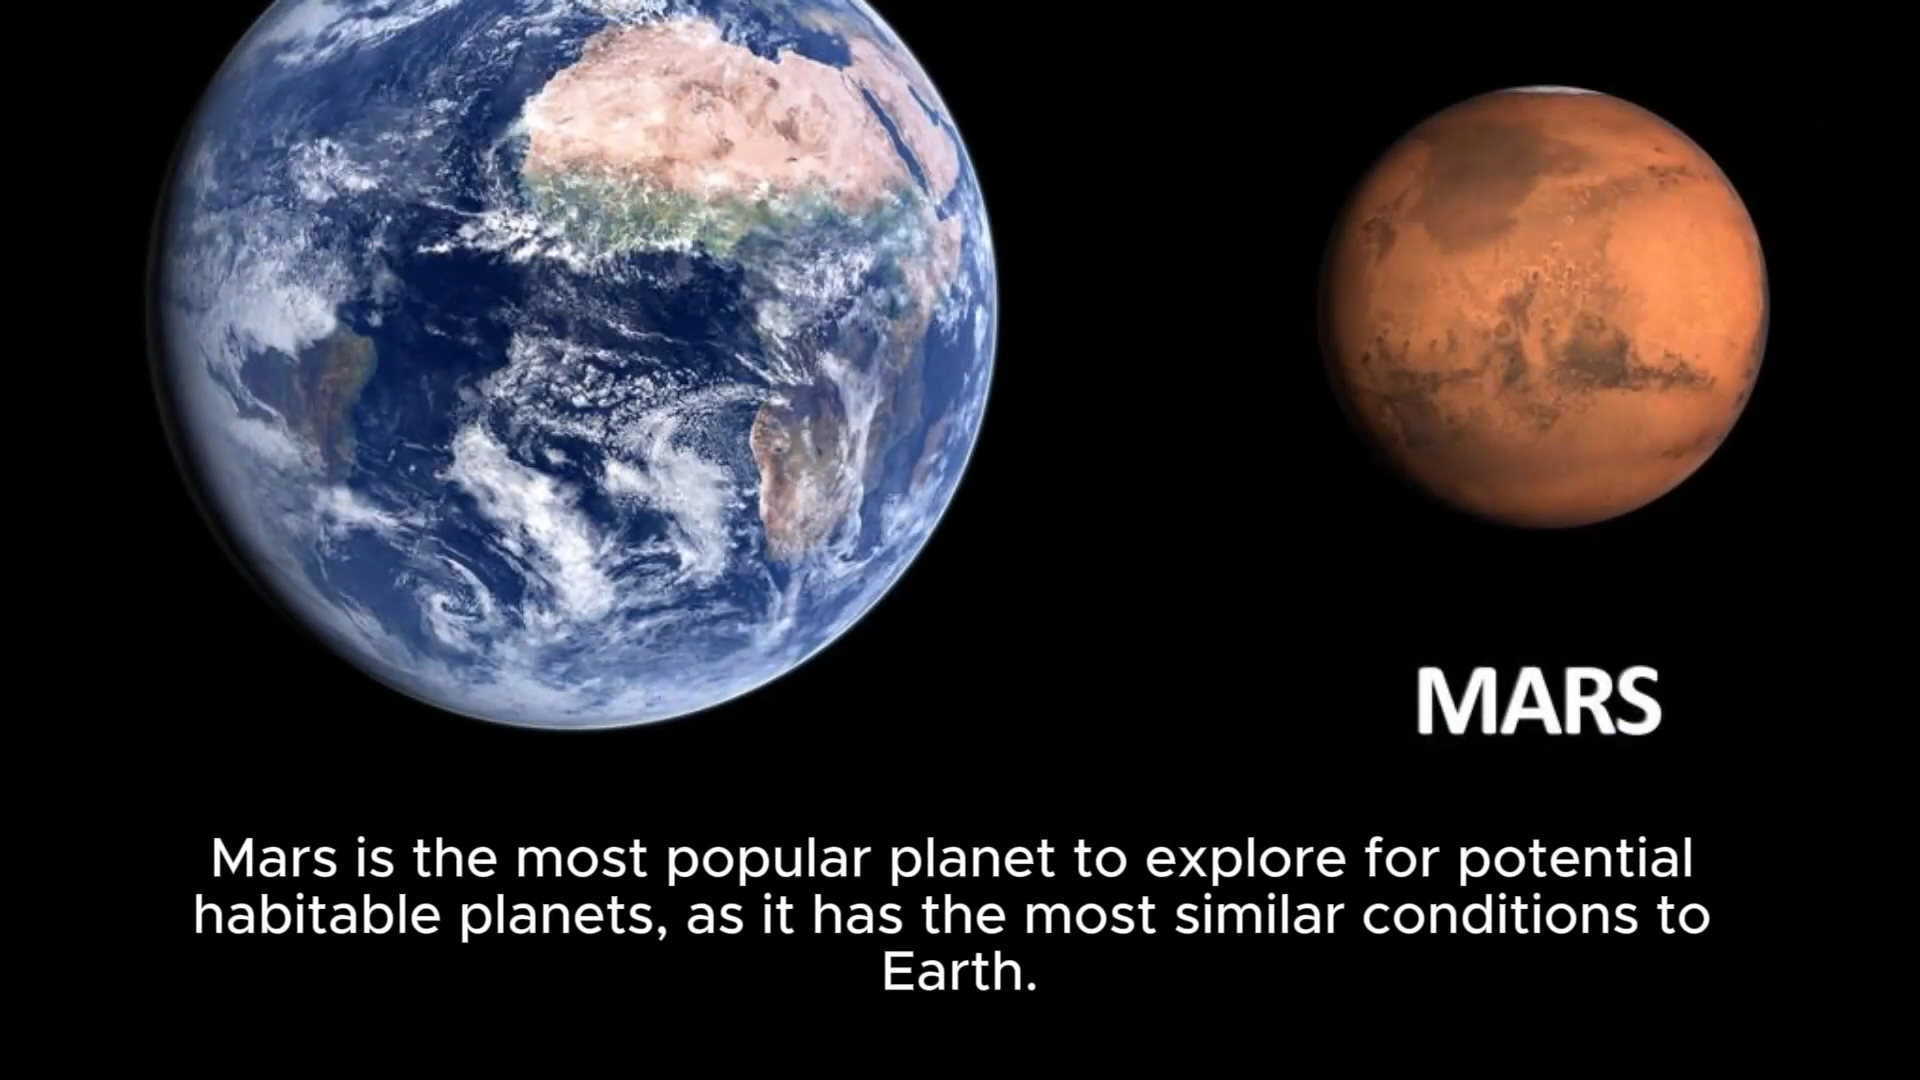 MARS
Mars is the most popular planet to explore for potential
habitable planets, as it has the most similar conditions to
Earth.